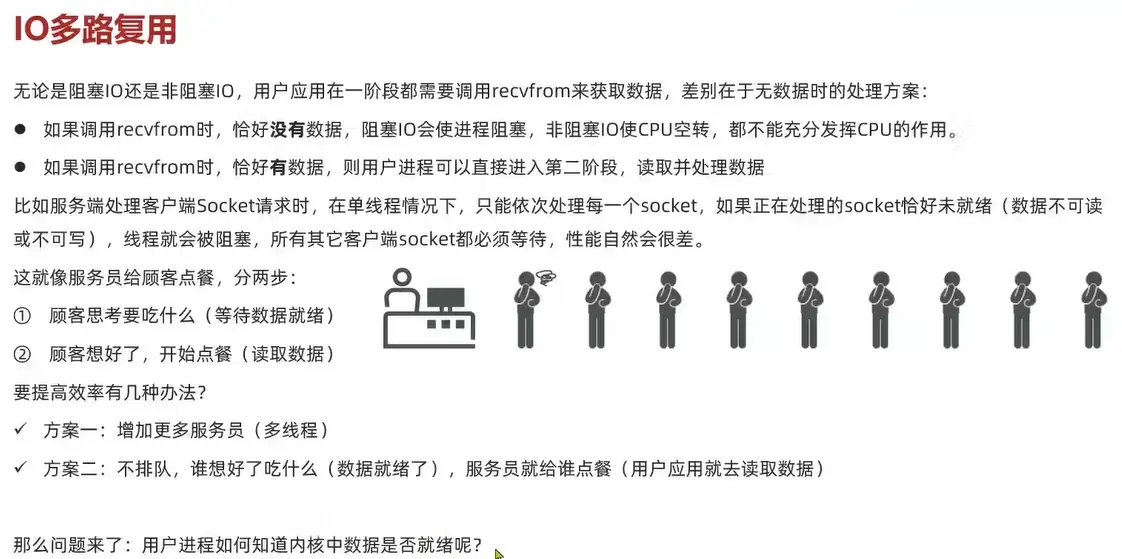 IO多路复用
无论是阻塞IO还是非阻塞IO，用户应用在一阶段都需要调用recvfrom来获取数据，差别在于无数据时的处理方案：
● 如果调用recvfrom时，恰好没有数据，阻塞IO会使进程阻塞，非阻塞IO使CPU空转，都不能充分发挥CPU的作用。
● 如果调用recvfrom时，恰好有数据，则用户进程可以直接进入第二阶段，读取并处理数据
比如服务端处理客户端Socket请求时，在单线程情况下，只能依次处理每一个socket，如果正在处理的socket恰好未就绪（数据不可读
或不可写），线程就会被阻塞，所有其它客户端socket都必须等待，性能自然会很差。
这就像服务员给顾客点餐，分两步：
① 顾客思考要吃什么（等待数据就绪）
② 顾客想好了，开始点餐（读取数据）
要提高效率有几种办法？
✓ 方案一：增加更多服务员（多线程）
✓ 方案二：不排队，谁想好了吃什么（数据就绪了），服务员就给谁点餐（用户应用就去读取数据）
那么问题来了：用户进程如何知道内核中数据是否就绪呢？